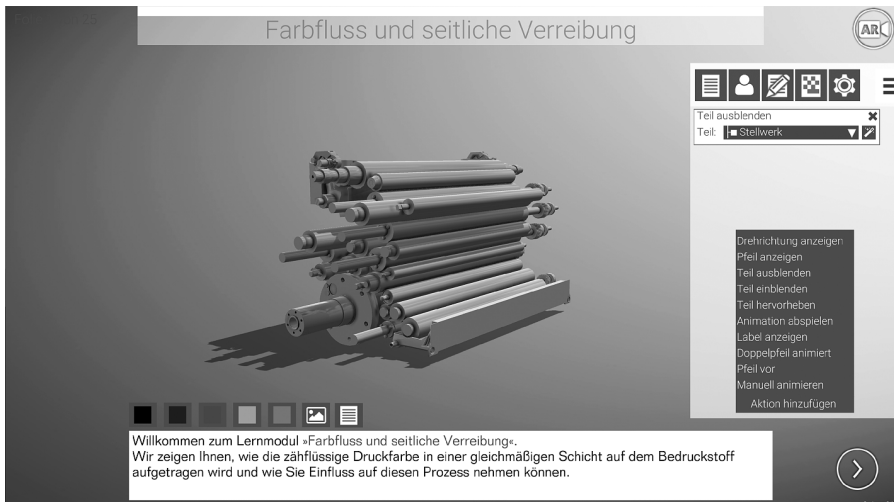 Farbfluss und seitliche Verreibung
AR
Teil ausblenden
Teil: Stellwerk
Drehrichtung anzeigen
Pfeil anzeigen
Teil ausblenden
Teil einblenden
Teil hervorheben
Animation abspielen
Label anzeigen
Doppelpfeil animiert
Pfeil vor
Manuell animieren
Aktion hinzufügen
Willkommen zum Lernmodul »Farbfluss und seitliche Verreibung«.
Wir zeigen Ihnen, wie die zähflüssige Druckfarbe in einer gleichmäßigen Schicht auf dem Bedruckstoff
aufgetragen wird und wie Sie Einfluss auf diesen Prozess nehmen können.